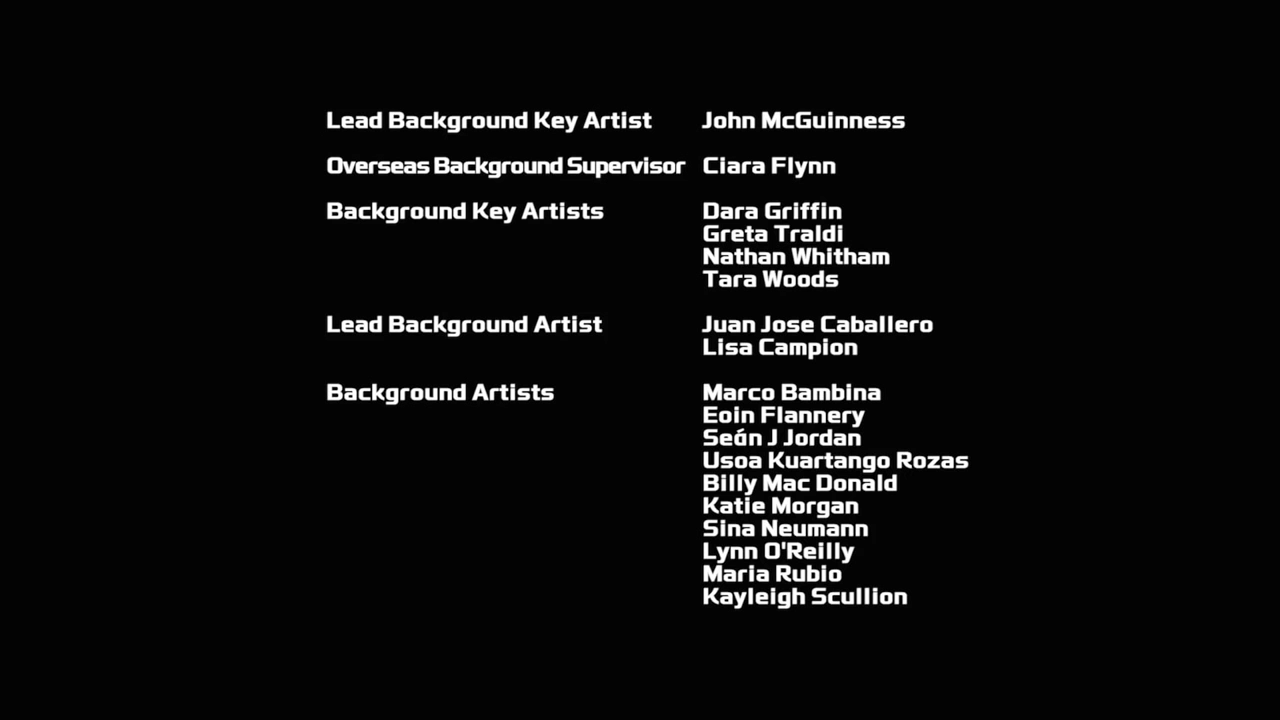 Lead Background Key Artist John McGuinness
Overseas Background Supervisor Ciara Flynn
Background Key Artists Dara Griffin
Greta Traldi
Nathan Whitham
Tara Woods
Lead Background Artist Juan Jose Caballero
Lisa Campion
Background Artists Marco Bambina
Eoin Flannery
Seán J Jordan
Usoa Kuartango Rozas
Billy Mac Donald
Katie Morgan
Sina Neumann
Lynn O'Reilly
Maria Rubio
Kayleigh Scullion